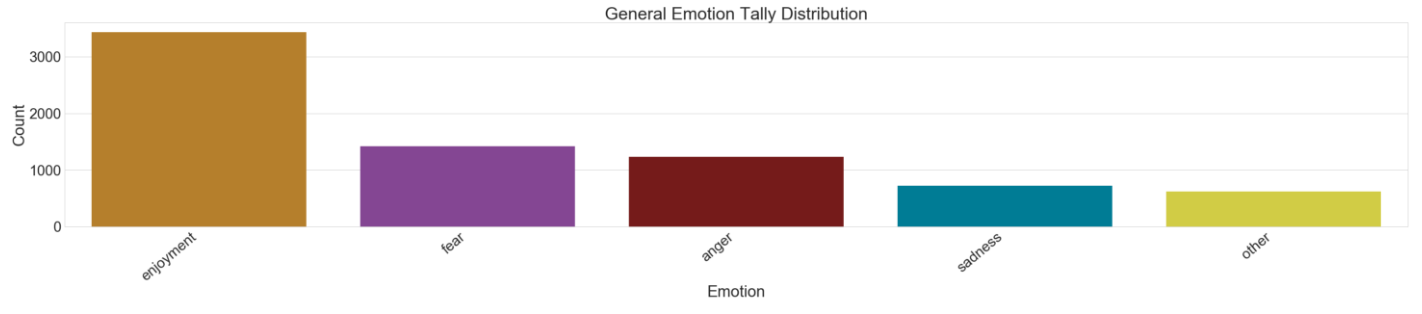 General Emotion Tally Distribution
3000
2000
1000
0
Count
enjoyment
fear
anger
sadness
other
Emotion